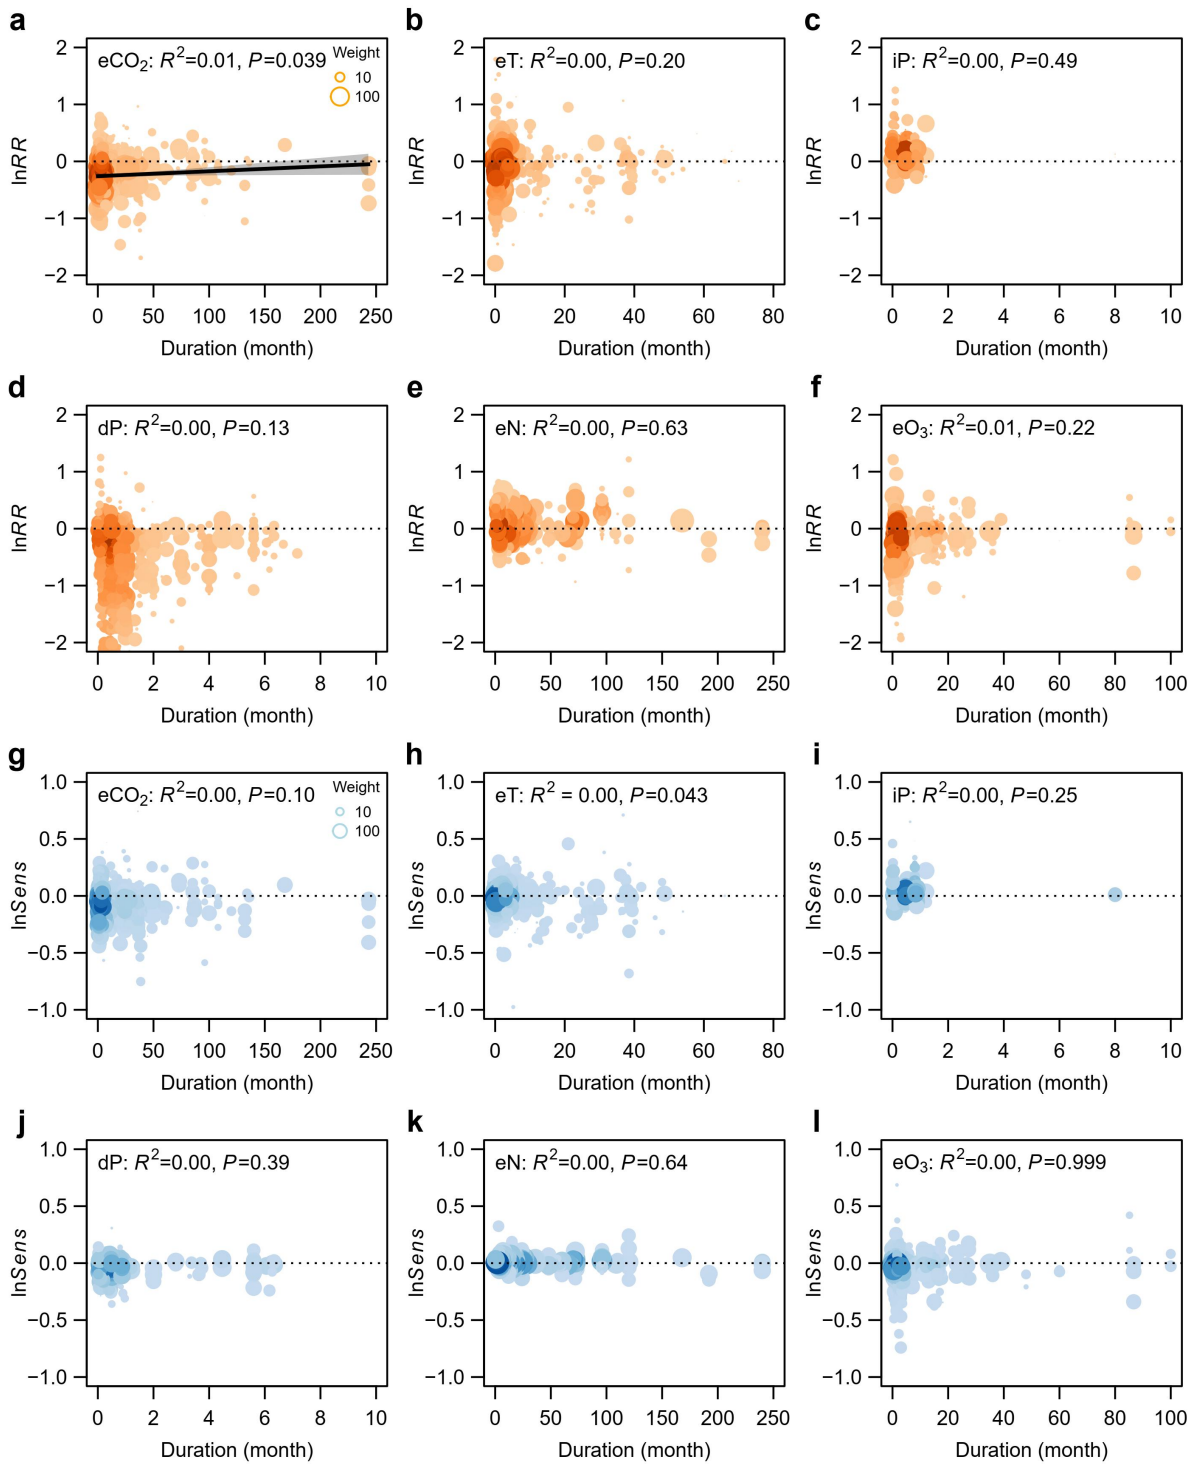 a
b
c
eCO2: R2=0.01, P=0.039
Weight
10
100
eT: R2=0.00, P=0.20
iP: R2=0.00, P=0.49
lnRR
2
1
0
−1
−2
lnRR
2
1
0
−1
−2
lnRR
2
1
0
−1
−2
0 50 100 150 200 250
0 20 40 60 80
0 2 4 6 8 10
Duration (month)
Duration (month)
Duration (month)
d
e
f
dP: R2=0.00, P=0.13
eN: R2=0.00, P=0.63
eO3: R2=0.01, P=0.22
lnRR
2
1
0
−1
−2
lnRR
2
1
0
−1
−2
lnRR
2
1
0
−1
−2
0 2 4 6 8 10
0 50 100 150 200 250
0 20 40 60 80 100
Duration (month)
Duration (month)
Duration (month)
g
h
i
eCO2: R2=0.00, P=0.10
Weight
10
100
eT: R2 = 0.00, P=0.043
iP: R2=0.00, P=0.25
lnSens
1.0
0.5
0.0
−0.5
−1.0
lnSens
1.0
0.5
0.0
−0.5
−1.0
lnSens
1.0
0.5
0.0
−0.5
−1.0
0 50 100 150 200 250
0 20 40 60 80
0 2 4 6 8 10
Duration (month)
Duration (month)
Duration (month)
j
k
l
dP: R2=0.00, P=0.39
eN: R2=0.00, P=0.64
eO3: R2=0.00, P=0.999
lnSens
1.0
0.5
0.0
−0.5
−1.0
lnSens
1.0
0.5
0.0
−0.5
−1.0
lnSens
1.0
0.5
0.0
−0.5
−1.0
0 2 4 6 8 10
0 50 100 150 200 250
0 20 40 60 80 100
Duration (month)
Duration (month)
Duration (month)